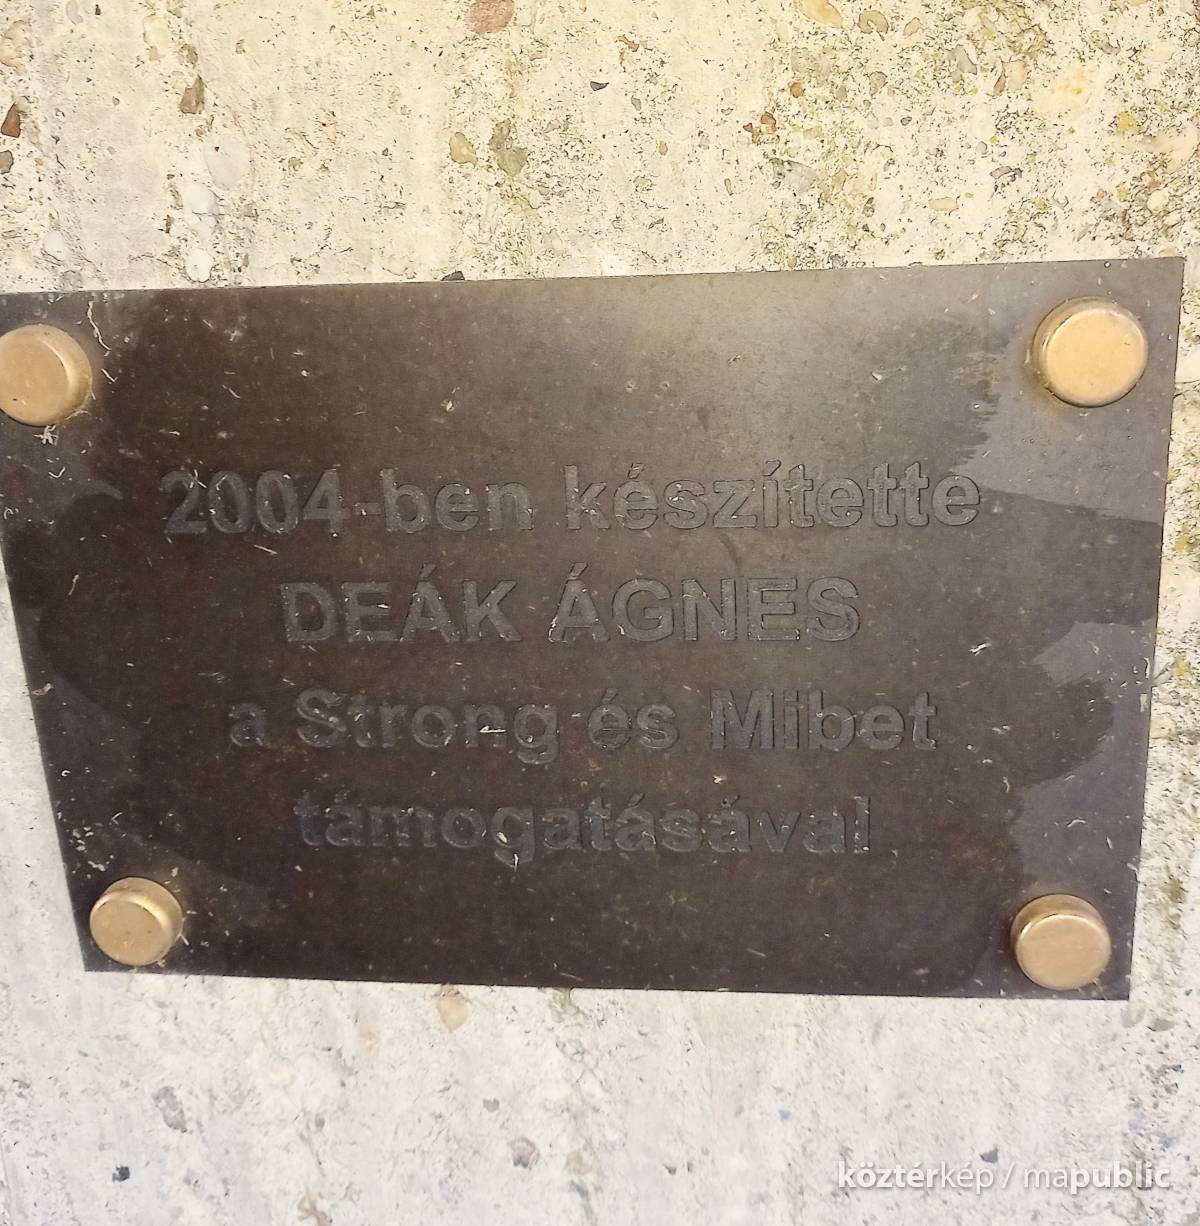 2004-ben készítette
DEÁK ÁGNES
a Strong és Mibet
támogatásával
köztérkép / mapublic